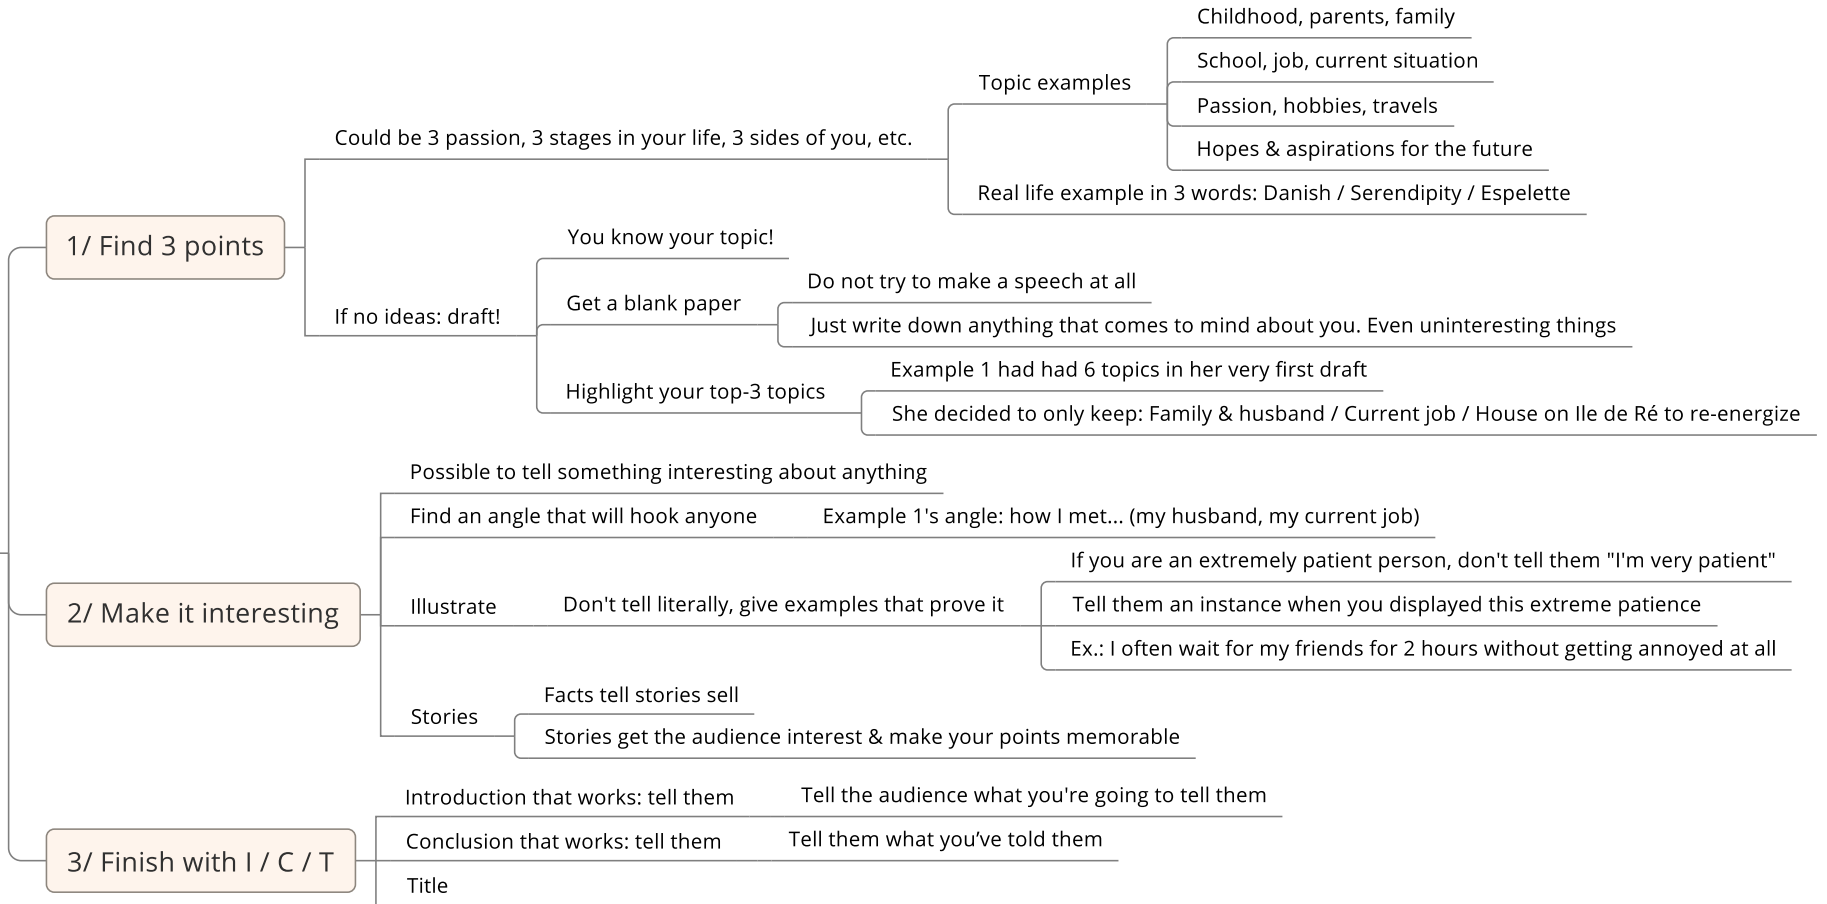 1/ Find 3 points
Could be 3 passion, 3 stages in your life, 3 sides of you, etc.
Topic examples
Childhood, parents, family
School, job, current situation
Passion, hobbies, travels
Hopes & aspirations for the future
Real life example in 3 words: Danish / Serendipity / Espelette
If no ideas: draft!
You know your topic!
Get a blank paper
Do not try to make a speech at all
Just write down anything that comes to mind about you. Even uninteresting things
Highlight your top-3 topics
Example 1 had had 6 topics in her very first draft
She decided to only keep: Family & husband / Current job / House on Ile de Ré to re-energize
2/ Make it interesting
Possible to tell something interesting about anything
Find an angle that will hook anyone
Example 1's angle: how I met... (my husband, my current job)
Illustrate
Don't tell literally, give examples that prove it
If you are an extremely patient person, don't tell them "I'm very patient"
Tell them an instance when you displayed this extreme patience
Ex.: I often wait for my friends for 2 hours without getting annoyed at all
Stories
Facts tell stories sell
Stories get the audience interest & make your points memorable
3/ Finish with I / C / T
Introduction that works: tell them
Tell the audience what you're going to tell them
Conclusion that works: tell them
Tell them what you’ve told them
Title